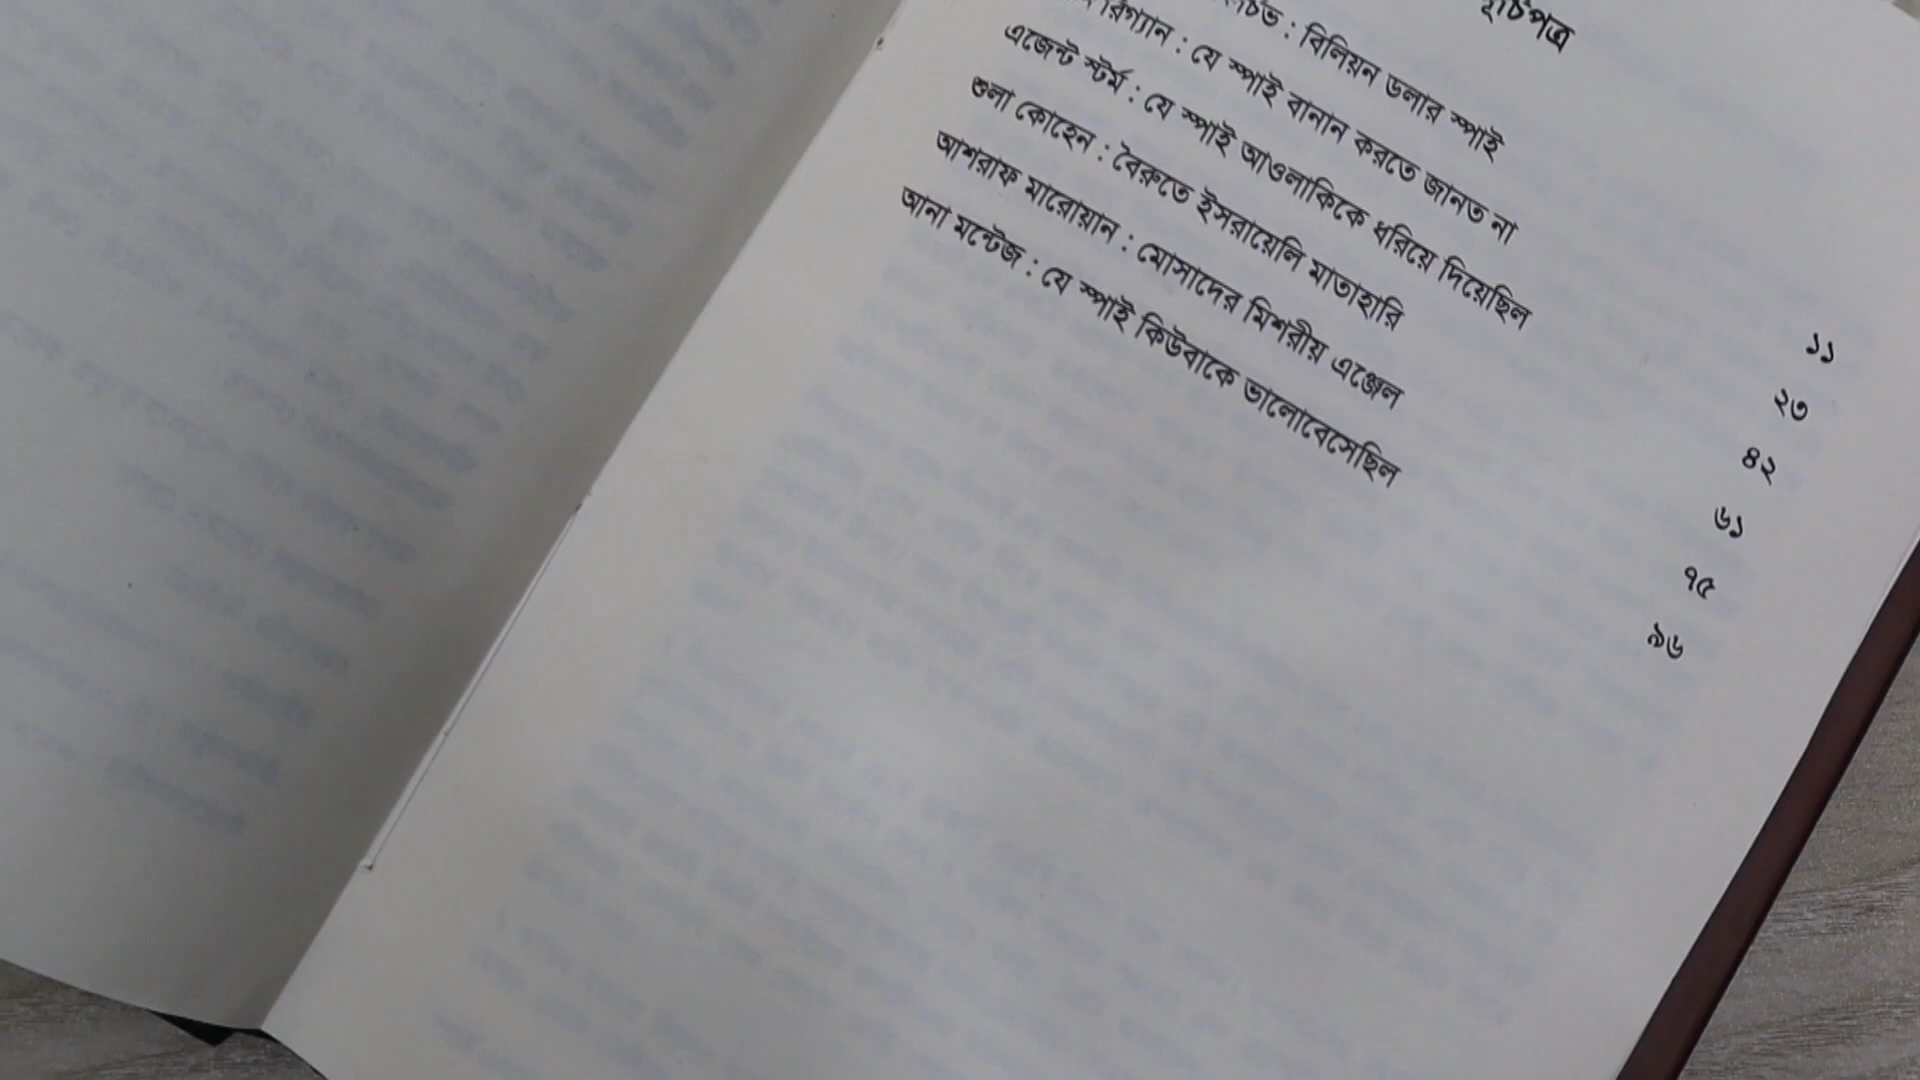 সূচিপত্র
: বিলিয়ন ডলার স্পাই
রিগ্যান : যে স্পাই বানান করতে জানত না
এজেন্ট স্টর্ম : যে স্পাই আওলাকিকে ধরিয়ে দিয়েছিল
শুলা কোহেন : বৈরুতে ইসরায়েলি মাতাহারি
আশরাফ মারোয়ান : মোসাদের মিশরীয় এঞ্জেল
আনা মন্টেজ : যে স্পাই কিউবাকে ভালোবেসেছিল
১১
২৩
৪২
৬১
৭৫
৯৬